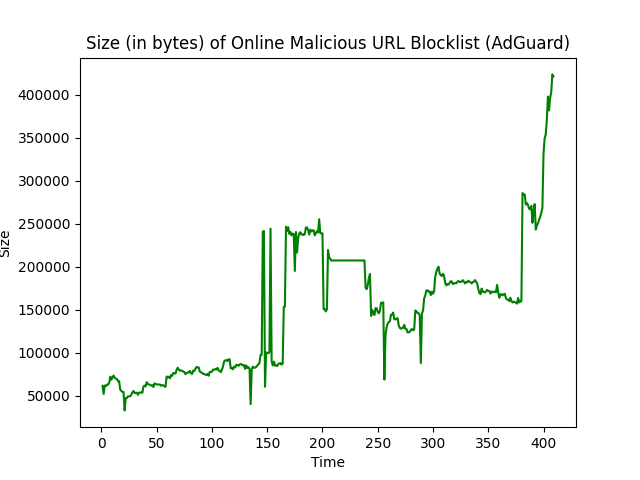 Size (in bytes) of Online Malicious URL Blocklist (AdGuard)
400000
350000
300000
250000
200000
150000
100000
50000
Size
0 50 100 150 200 250 300 350 400
Time